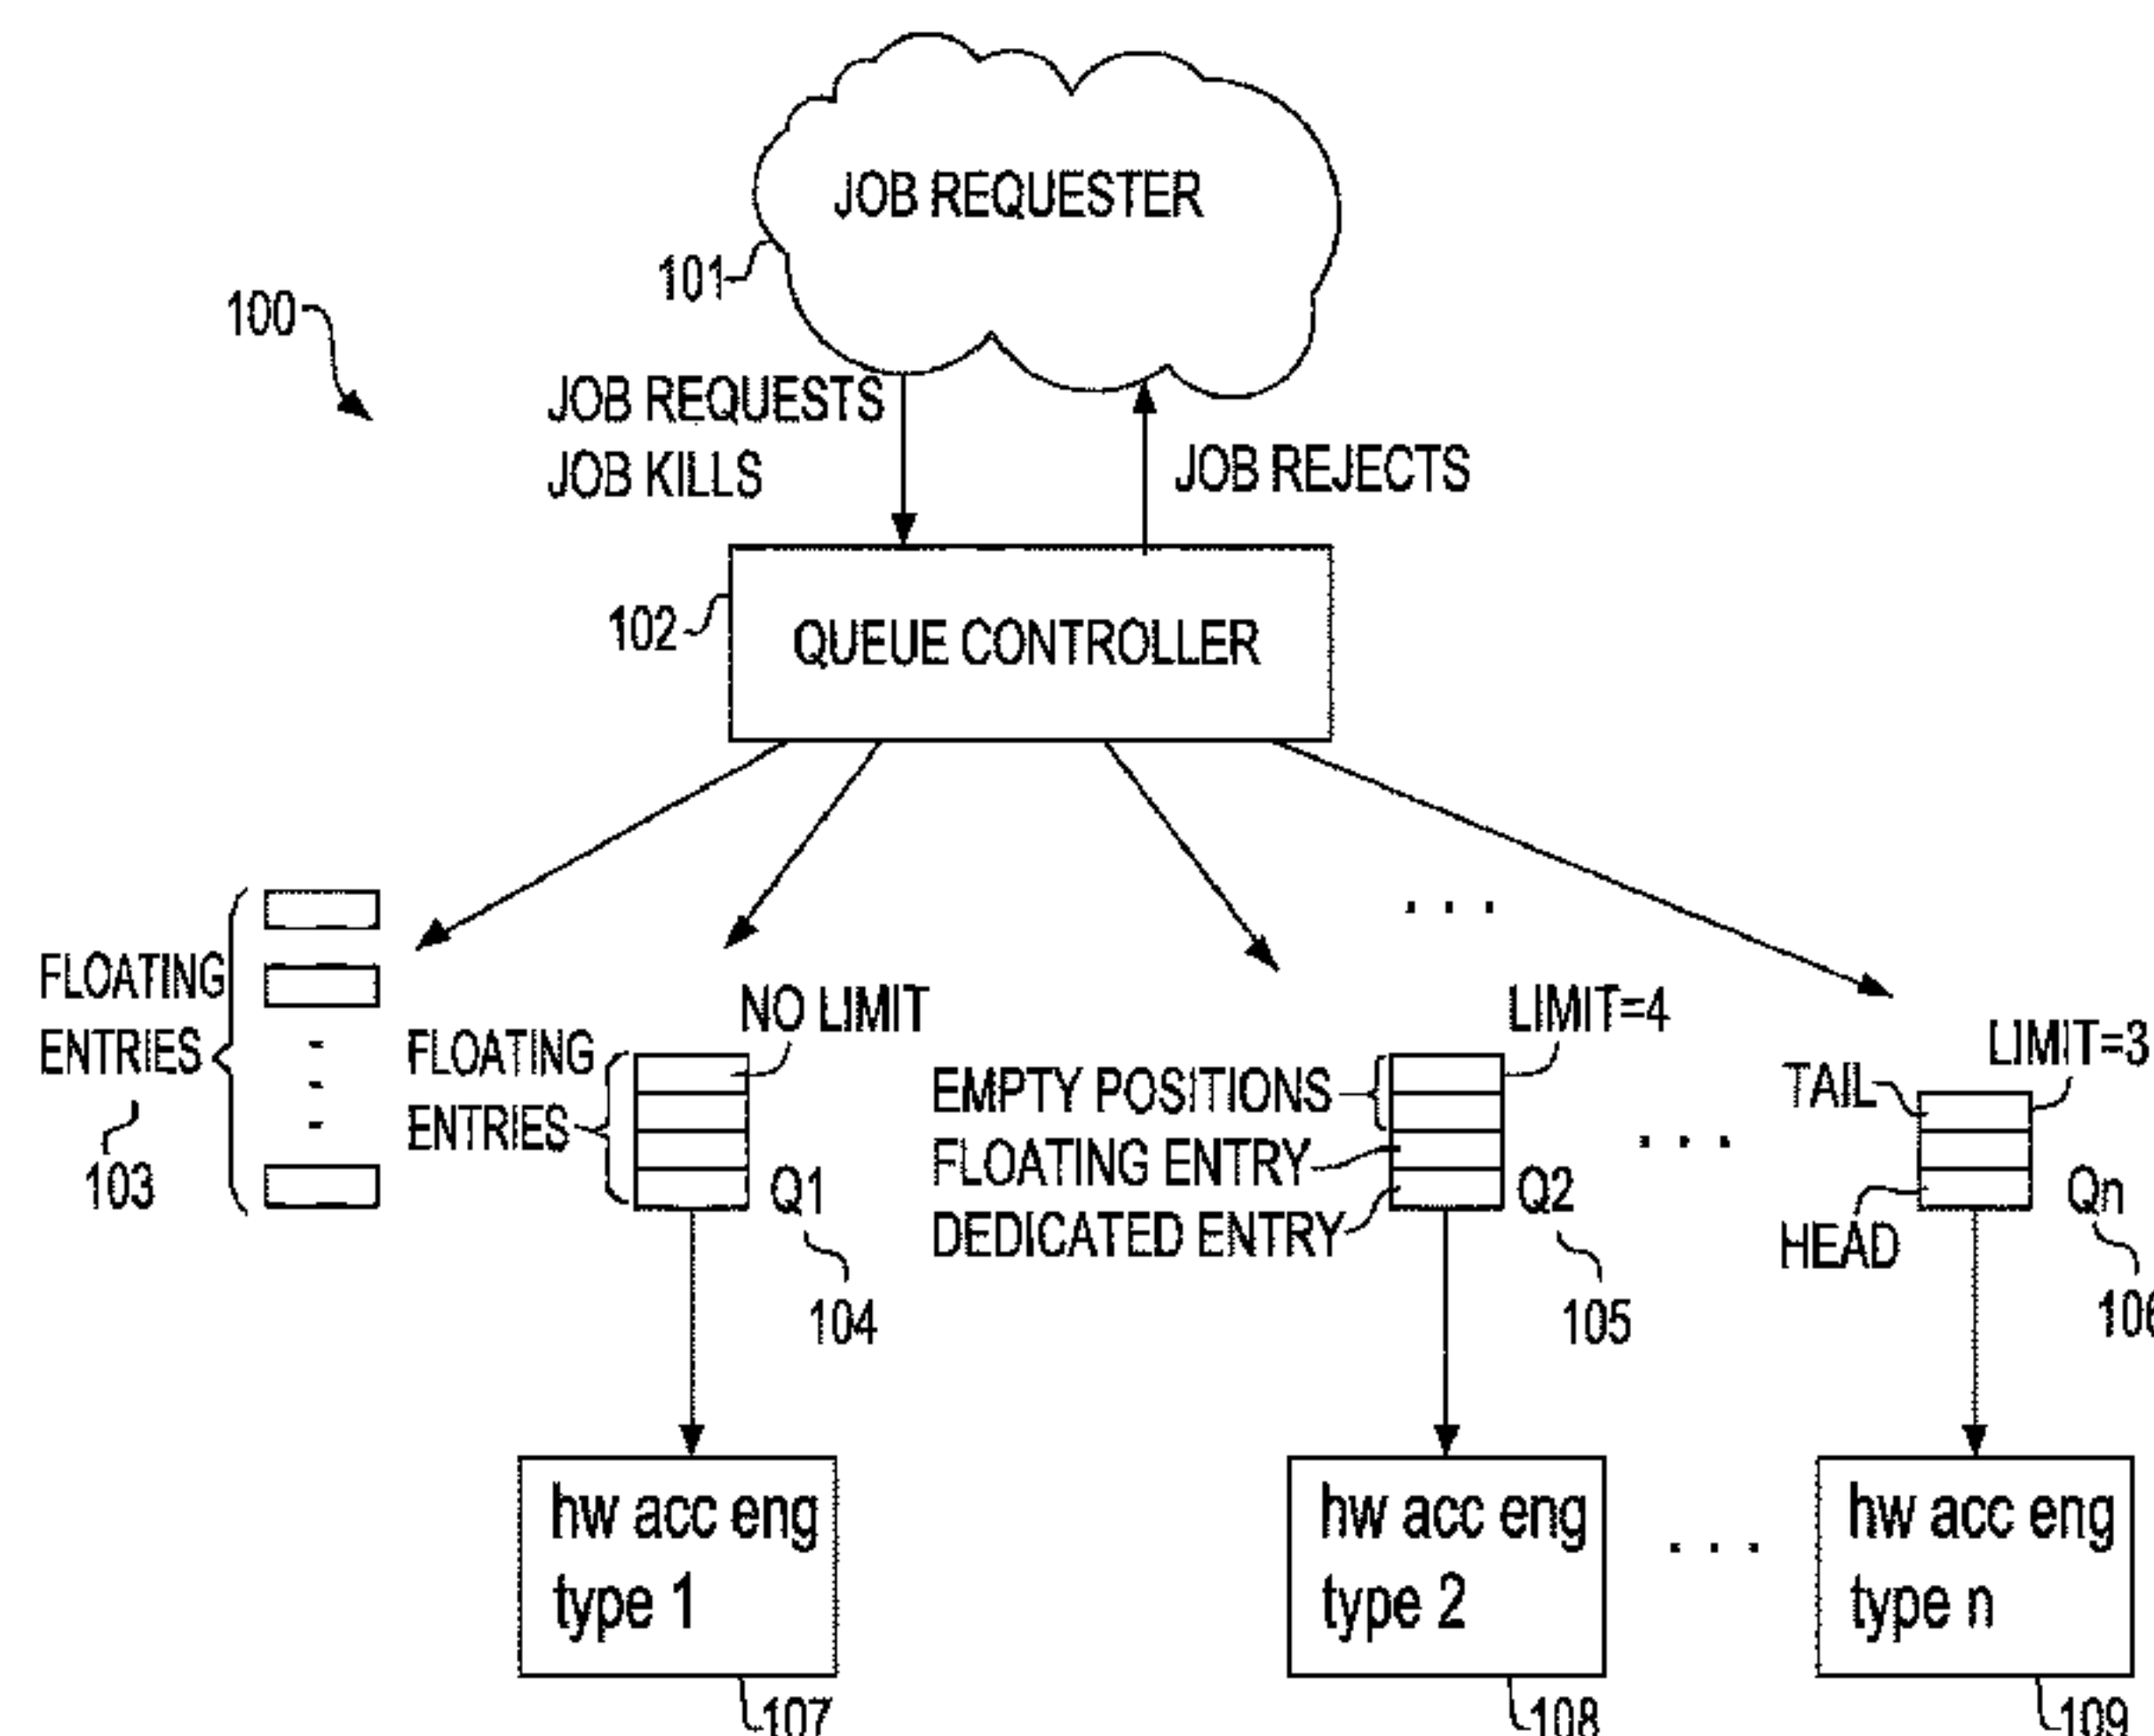 JOB REQUESTER
101
100
JOB REQUESTS
JOB KILLS
JOB REJECTS
102
QUEUE CONTROLLER
FLOATING
ENTRIES
103
FLOATING
ENTRIES
NO LIMIT
Q1
104
LIMIT=4
EMPTY POSITIONS
FLOATING ENTRY
DEDICATED ENTRY
Q2
105
LIMIT=3
TAIL
HEAD
Qn
106
hw acc eng
type 1
107
hw acc eng
type 2
108
hw acc eng
type n
109